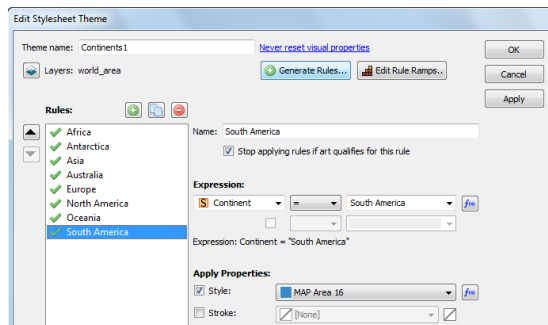 Edit Stylesheet Theme
Theme name: Continents1 Never reset visual properties OK
Layers: world_area Generate Rules... Edit Rule Ramps.. Cancel
Apply
Rules:
Africa
Antarctica
Asia
Australia
Europe
North America
Oceania
South America
Name: South America
Stop applying rules if art qualifies for this rule
Expression:
S Continent = South America f(x)
Expression: Continent = "South America"
Apply Properties:
Style: MAP Area 16 f(x)
Stroke: [None]